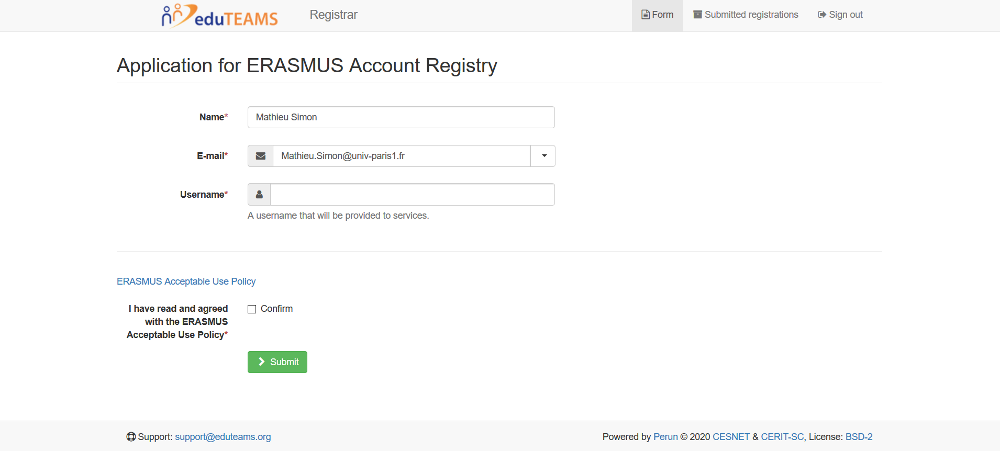 eduTEAMS Registrar Form Submitted registrations Sign out
Application for ERASMUS Account Registry
Name* Mathieu Simon
E-mail* Mathieu.Simon@univ-paris1.fr
Username*
A username that will be provided to services.
ERASMUS Acceptable Use Policy
I have read and agreed Confirm
with the ERASMUS
Acceptable Use Policy*
Submit
Support: support@eduteams.org Powered by Perun © 2020 CESNET & CERIT-SC, License: BSD-2